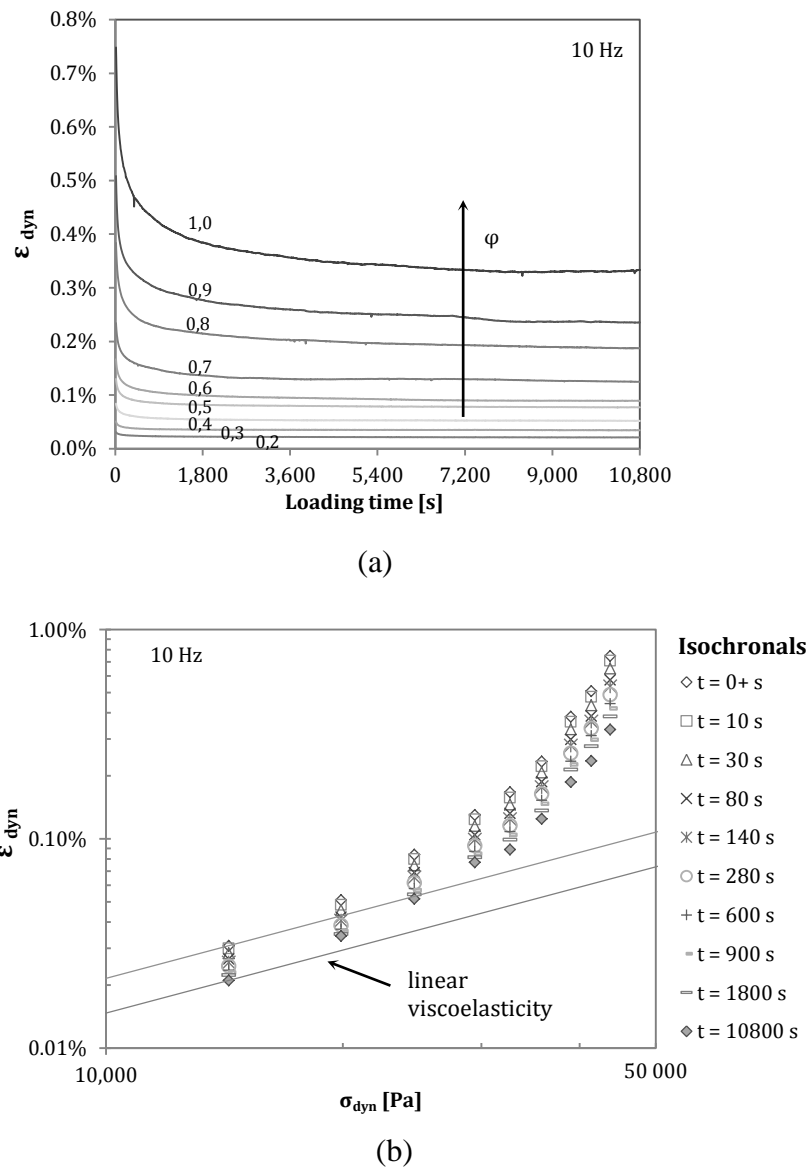 0.8%
10 Hz
0.7%
0.6%
0.5%
0.4%
0.3%
0.2%
0.1%
0.0%
ε dyn
1,0
0,9
0,8
0,7
0,6
0,5
0,4
0,3
0,2
φ
0 1,800 3,600 5,400 7,200 9,000 10,800
Loading time [s]
(a)
1.00%
10 Hz
0.10%
0.01%
ε dyn
linear
viscoelasticity
10,000 50 000
σdyn [Pa]
Isochronals
t = 0+ s
t = 10 s
t = 30 s
t = 80 s
t = 140 s
t = 280 s
t = 600 s
t = 900 s
t = 1800 s
t = 10800 s
(b)